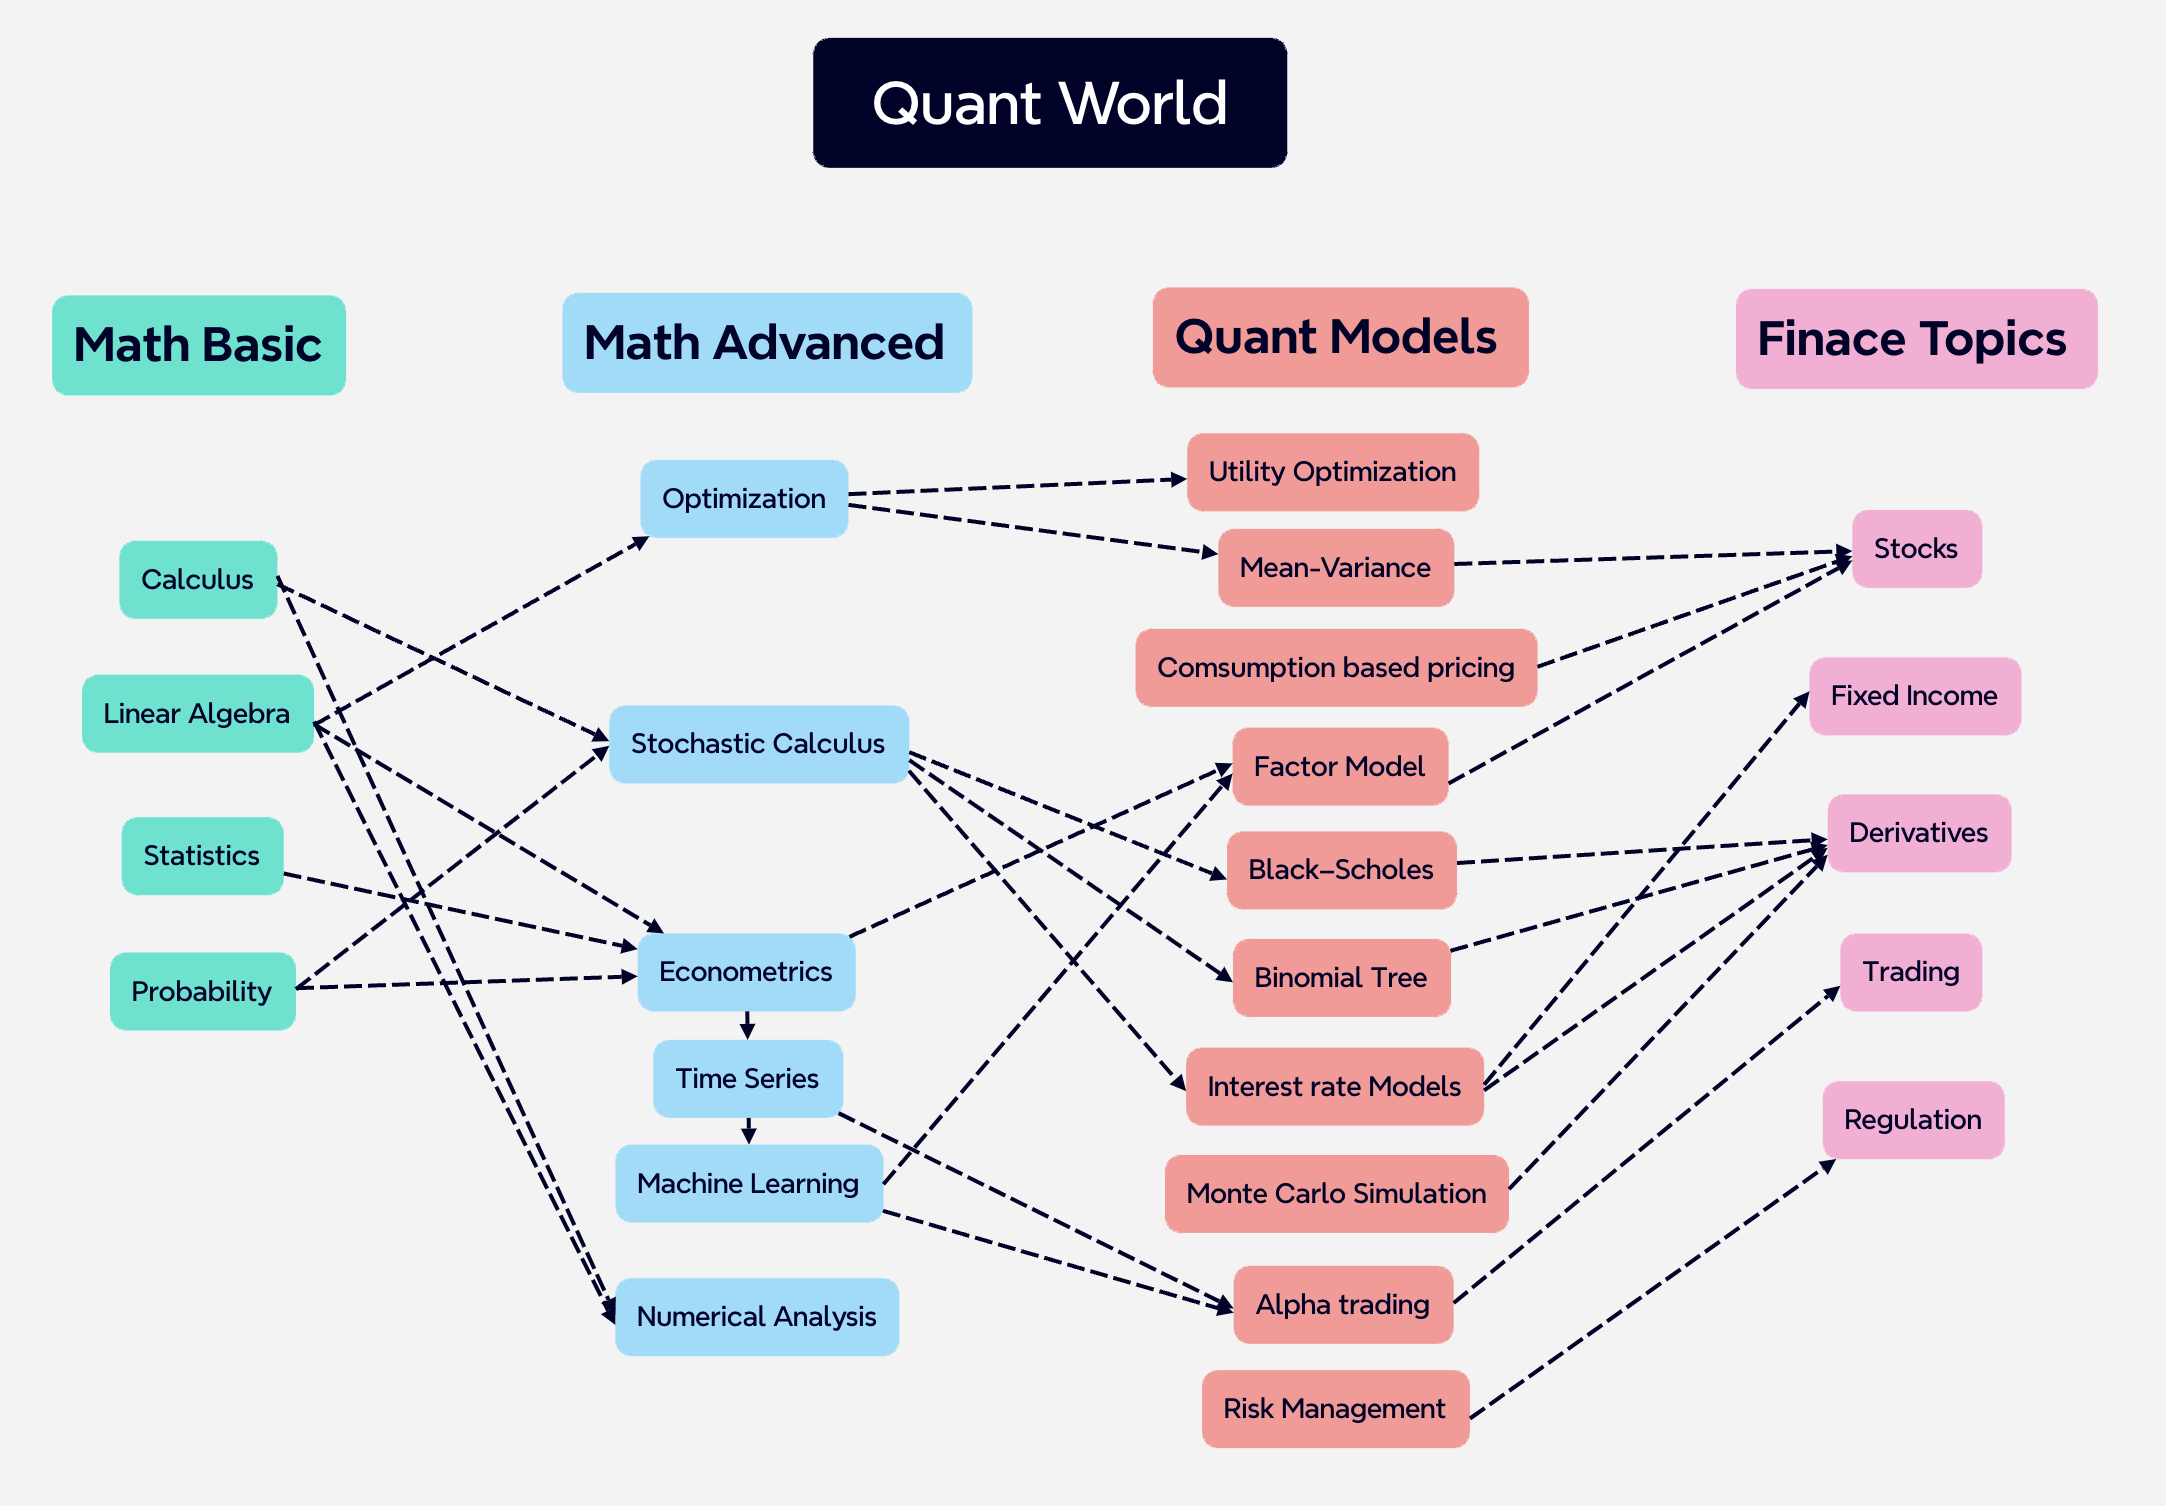 Quant World
Math Basic
Math Advanced
Quant Models
Finace Topics
Calculus
Linear Algebra
Statistics
Probability
Optimization
Stochastic Calculus
Econometrics
Time Series
Machine Learning
Numerical Analysis
Utility Optimization
Mean-Variance
Comsumption based pricing
Factor Model
Black–Scholes
Binomial Tree
Interest rate Models
Monte Carlo Simulation
Alpha trading
Risk Management
Stocks
Fixed Income
Derivatives
Trading
Regulation